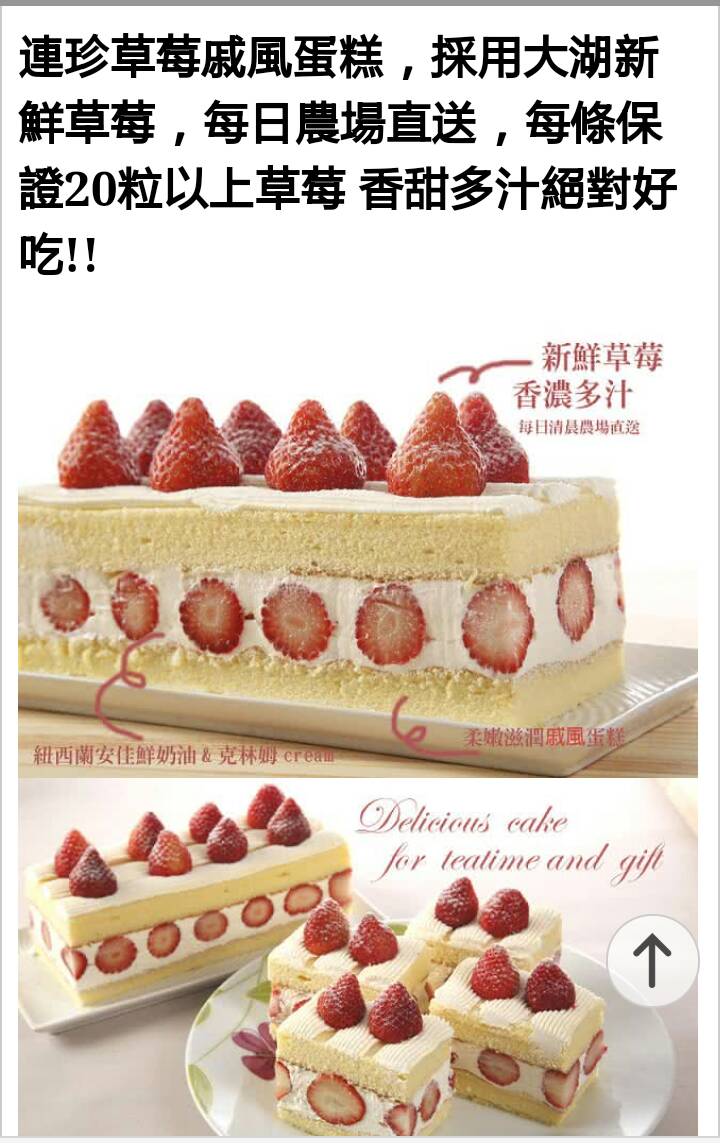 連珍草莓戚風蛋糕，採用大湖新
鮮草莓，每日農場直送，每條保
證20粒以上草莓 香甜多汁絕對好
吃!!
新鮮草莓
香濃多汁
每日清晨農場直送
柔嫩滋潤戚風蛋糕
紐西蘭安佳鮮奶油 & 克林姆 cream
Delicious cake
for teatime and gift